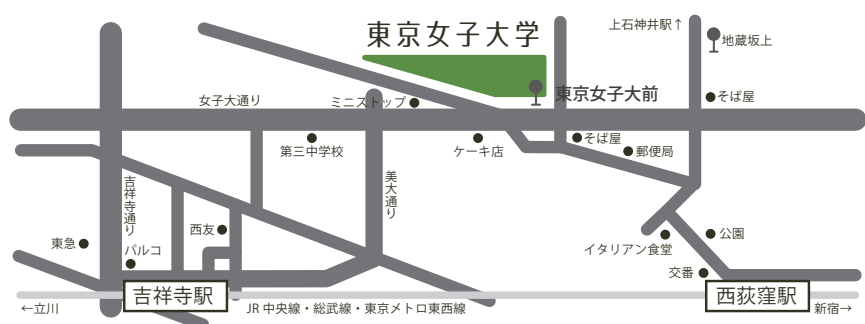 東京女子大学
上石神井駅↑
地蔵坂上
女子大通り
ミニストップ
東京女子大前
そば屋
第三中学校
ケーキ店
そば屋
郵便局
吉祥寺通り
美大通り
東急
西友
パルコ
イタリアン食堂
公園
交番
吉祥寺駅
西荻窪駅
←立川
JR 中央線・総武線・東京メトロ東西線
新宿→